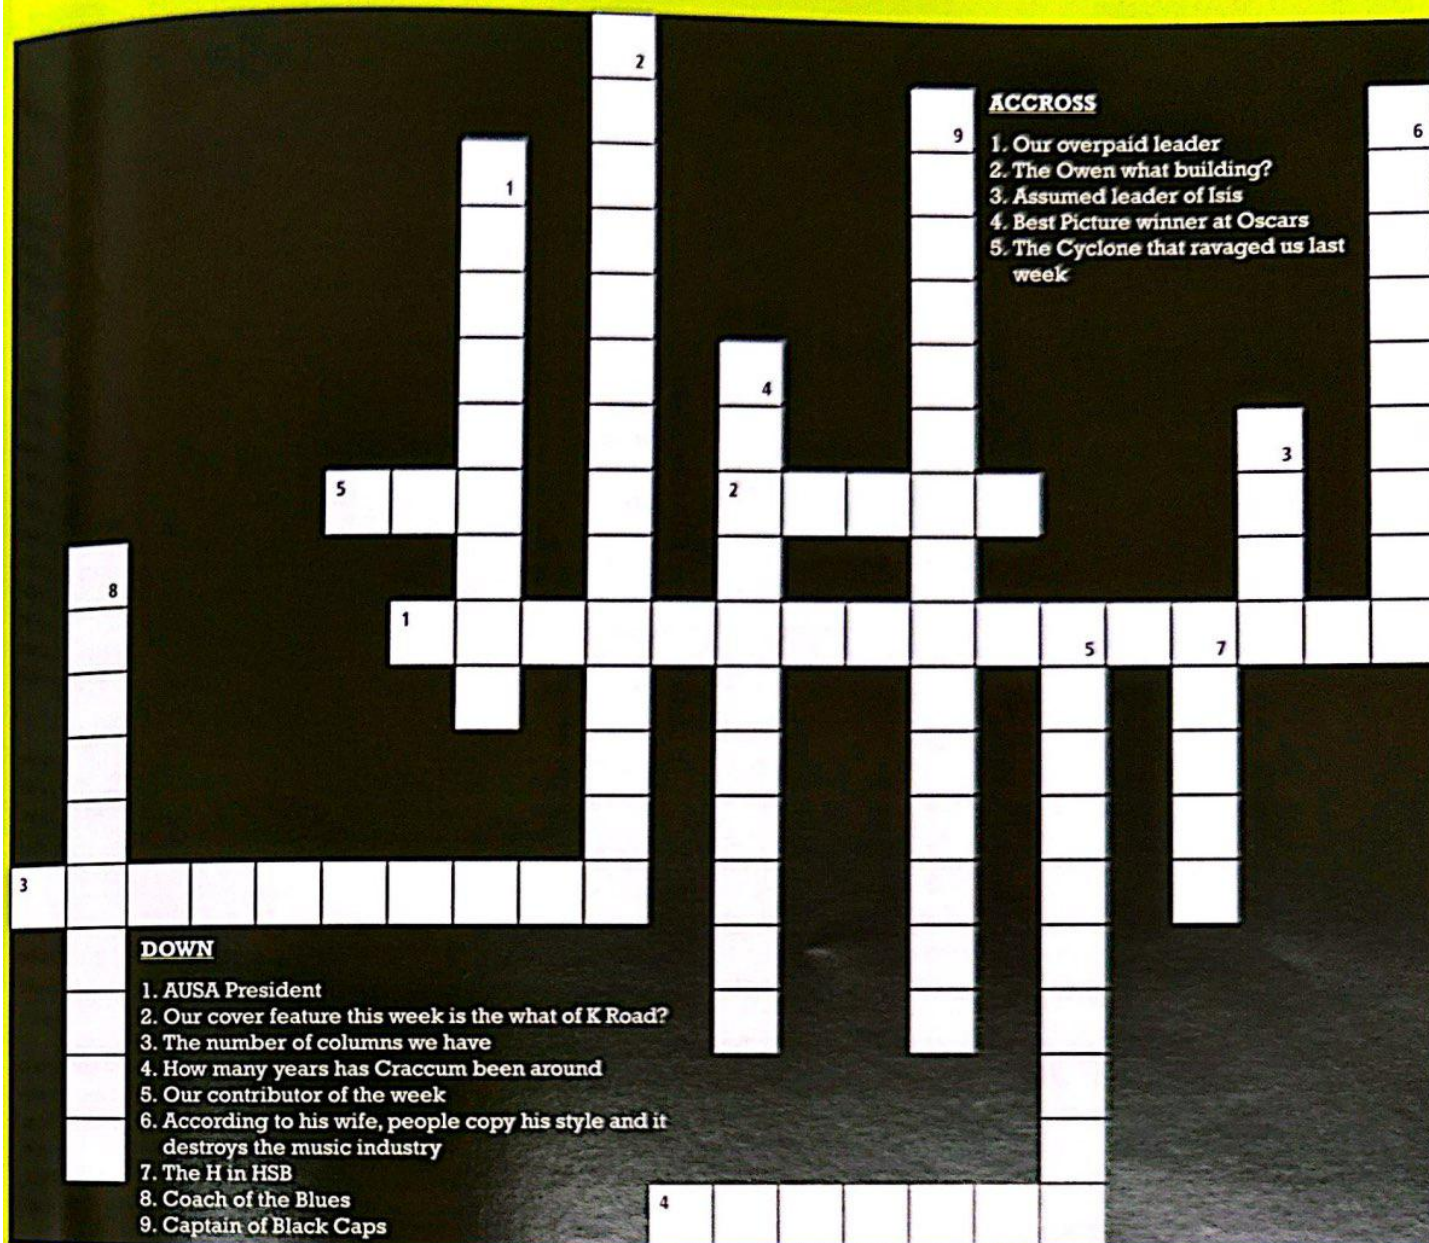 2
9
6
1
ACCROSS
1. Our overpaid leader
2. The Owen what building?
3. Assumed leader of Isis
4. Best Picture winner at Oscars
5. The Cyclone that ravaged us last
week
4
3
5
2
8
1
5
7
3
DOWN
1. AUSA President
2. Our cover feature this week is the what of K Road?
3. The number of columns we have
4. How many years has Craccum been around
5. Our contributor of the week
6. According to his wife, people copy his style and it
destroys the music industry
7. The H in HSB
8. Coach of the Blues
9. Captain of Black Caps
4